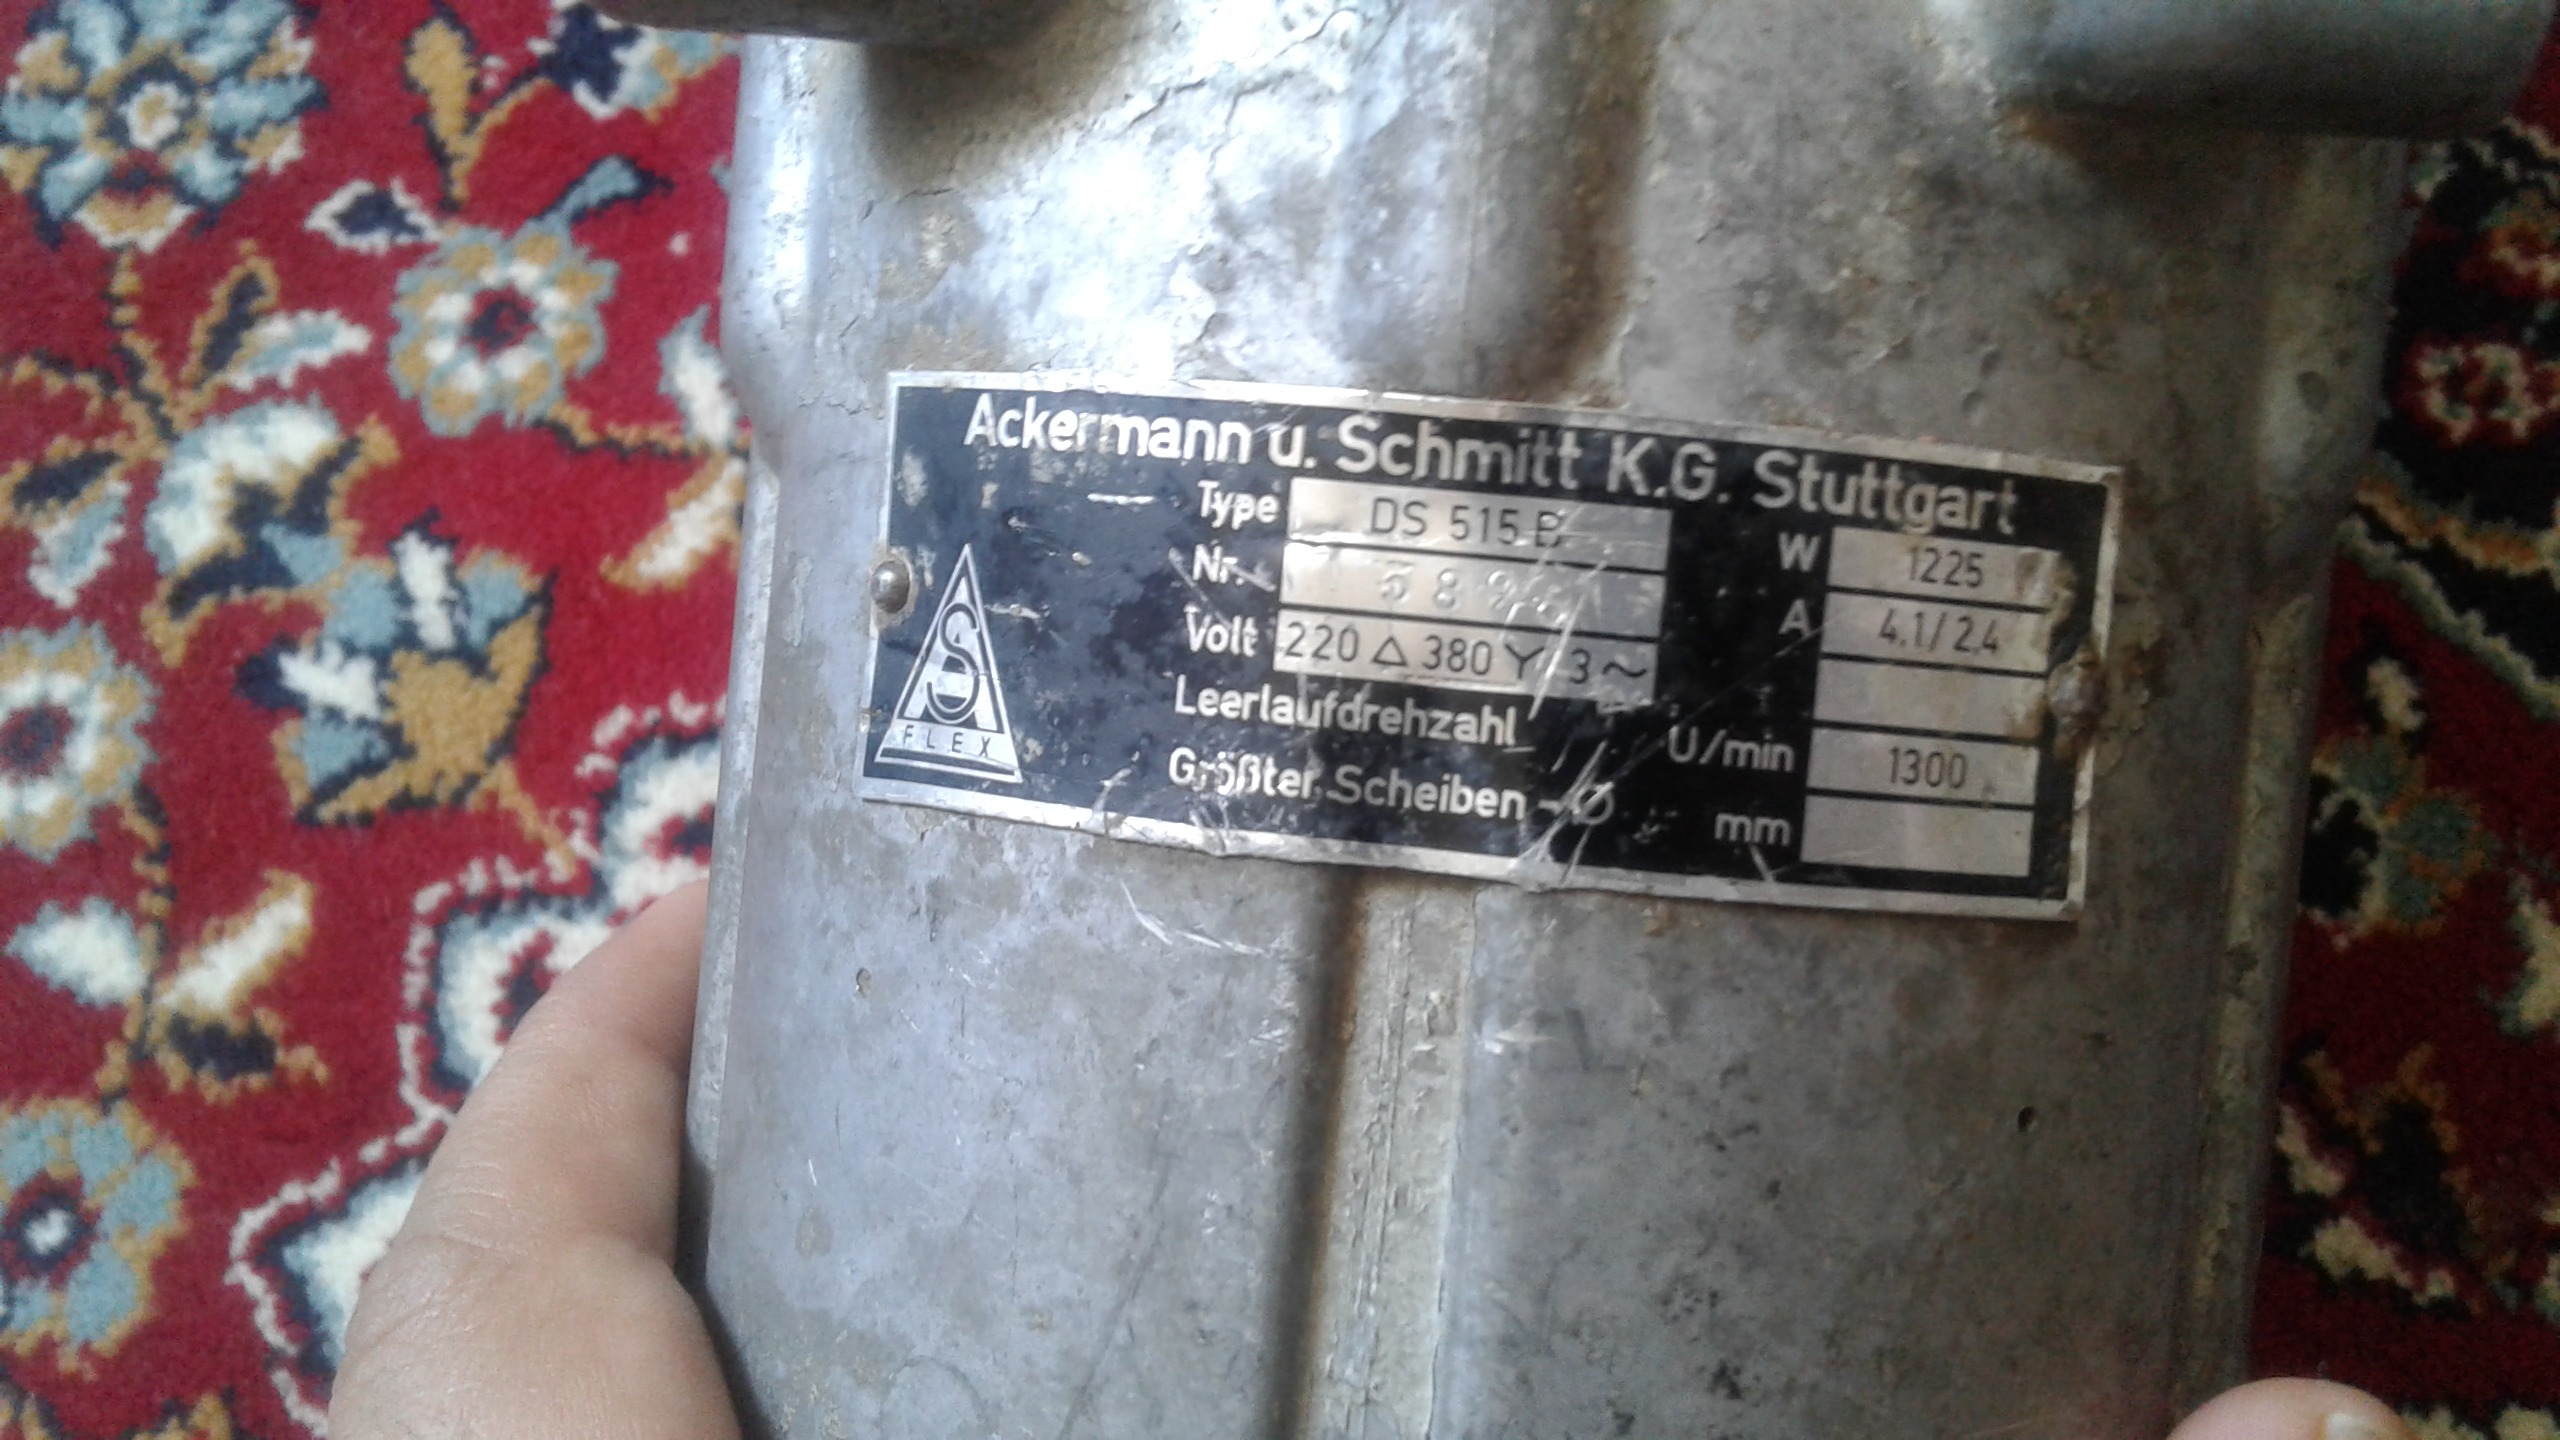 Ackermann u. Schmitt K.G. Stuttgart
Type DS 515 B
W 1225
Nr.
A 4.1/2.4
Volt 220 △ 380 Y 3~
Leerlaufdrehzahl U/min 1300
Größter Scheiben-Ø mm
AS
FLEX